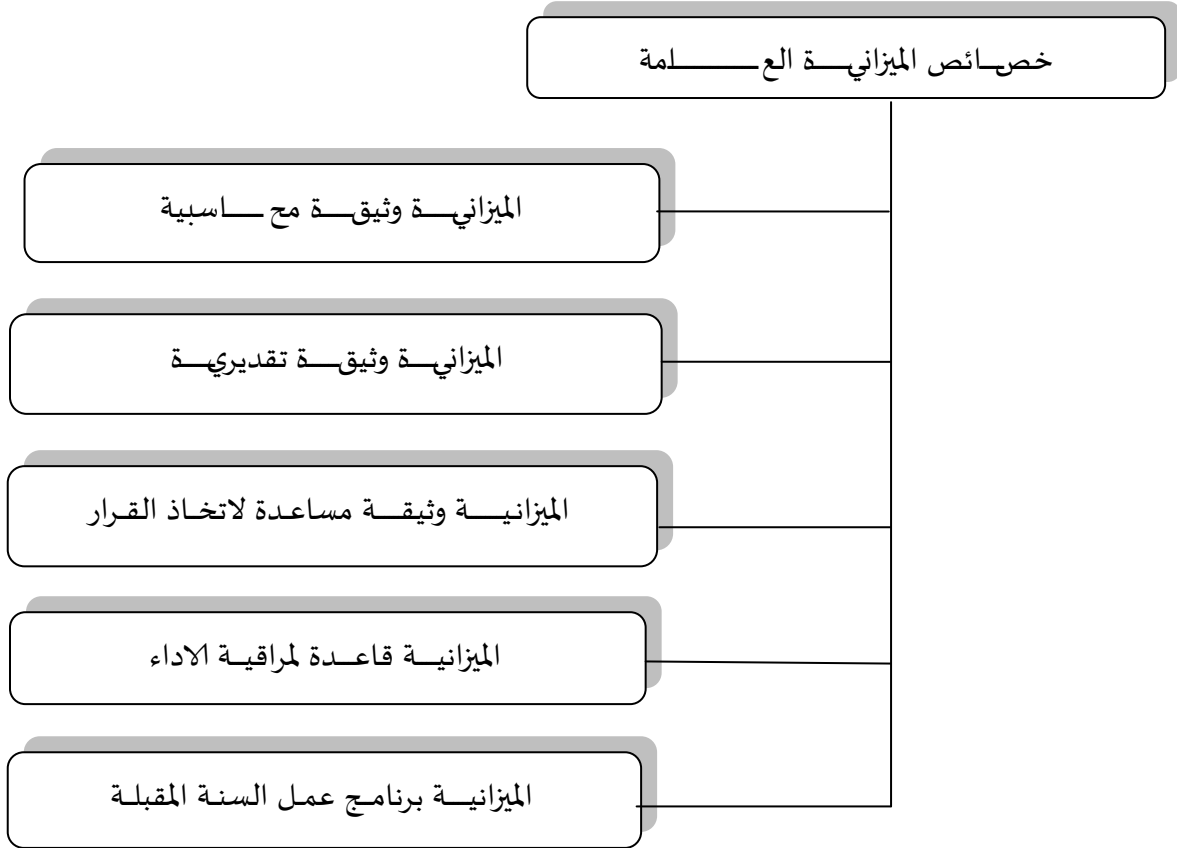 خصائص الميزانية العامة
الميزانية وثيقة محاسبية
الميزانية وثيقة تقديرية
الميزانية وثيقة مساعدة لاتخاذ القرار
الميزانية قاعدة لمراقية الاداء
الميزانية برنامج عمل السنة المقبلة